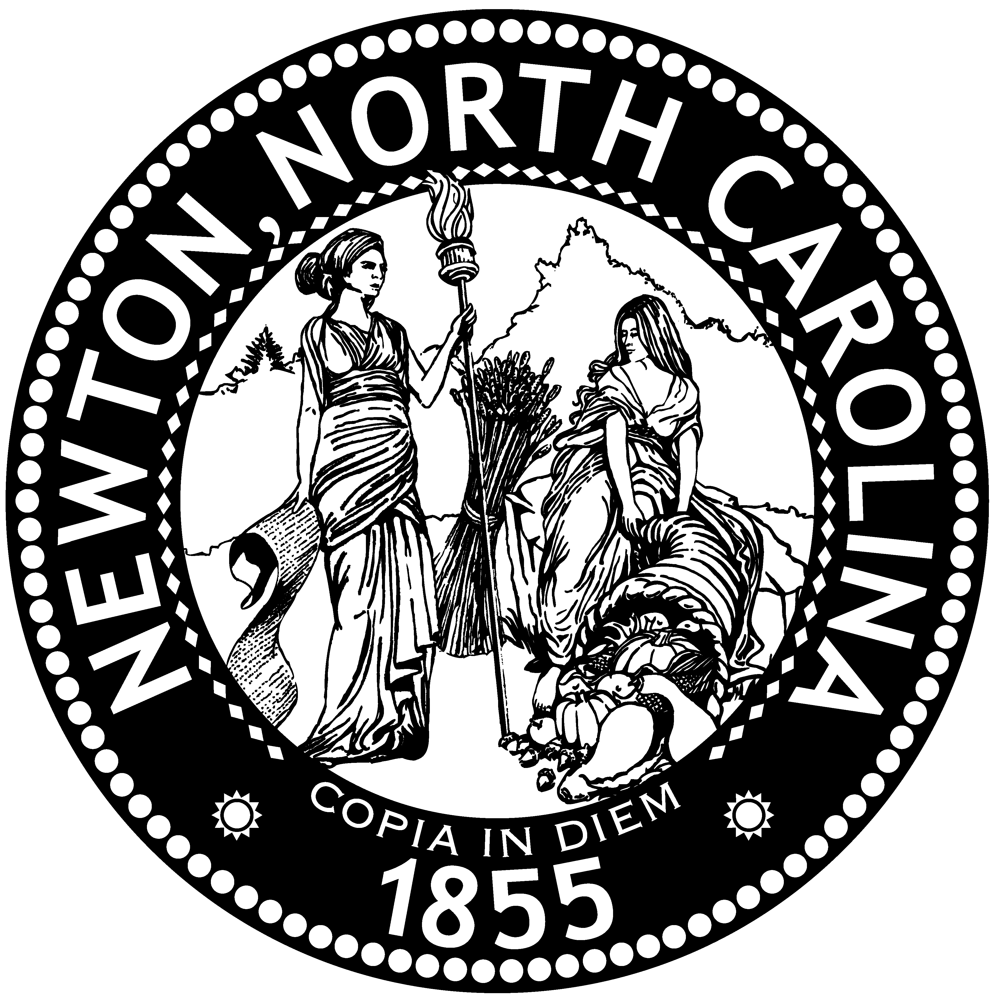 NEWTON, NORTH CAROLINA
COPIA IN DIEM
1855